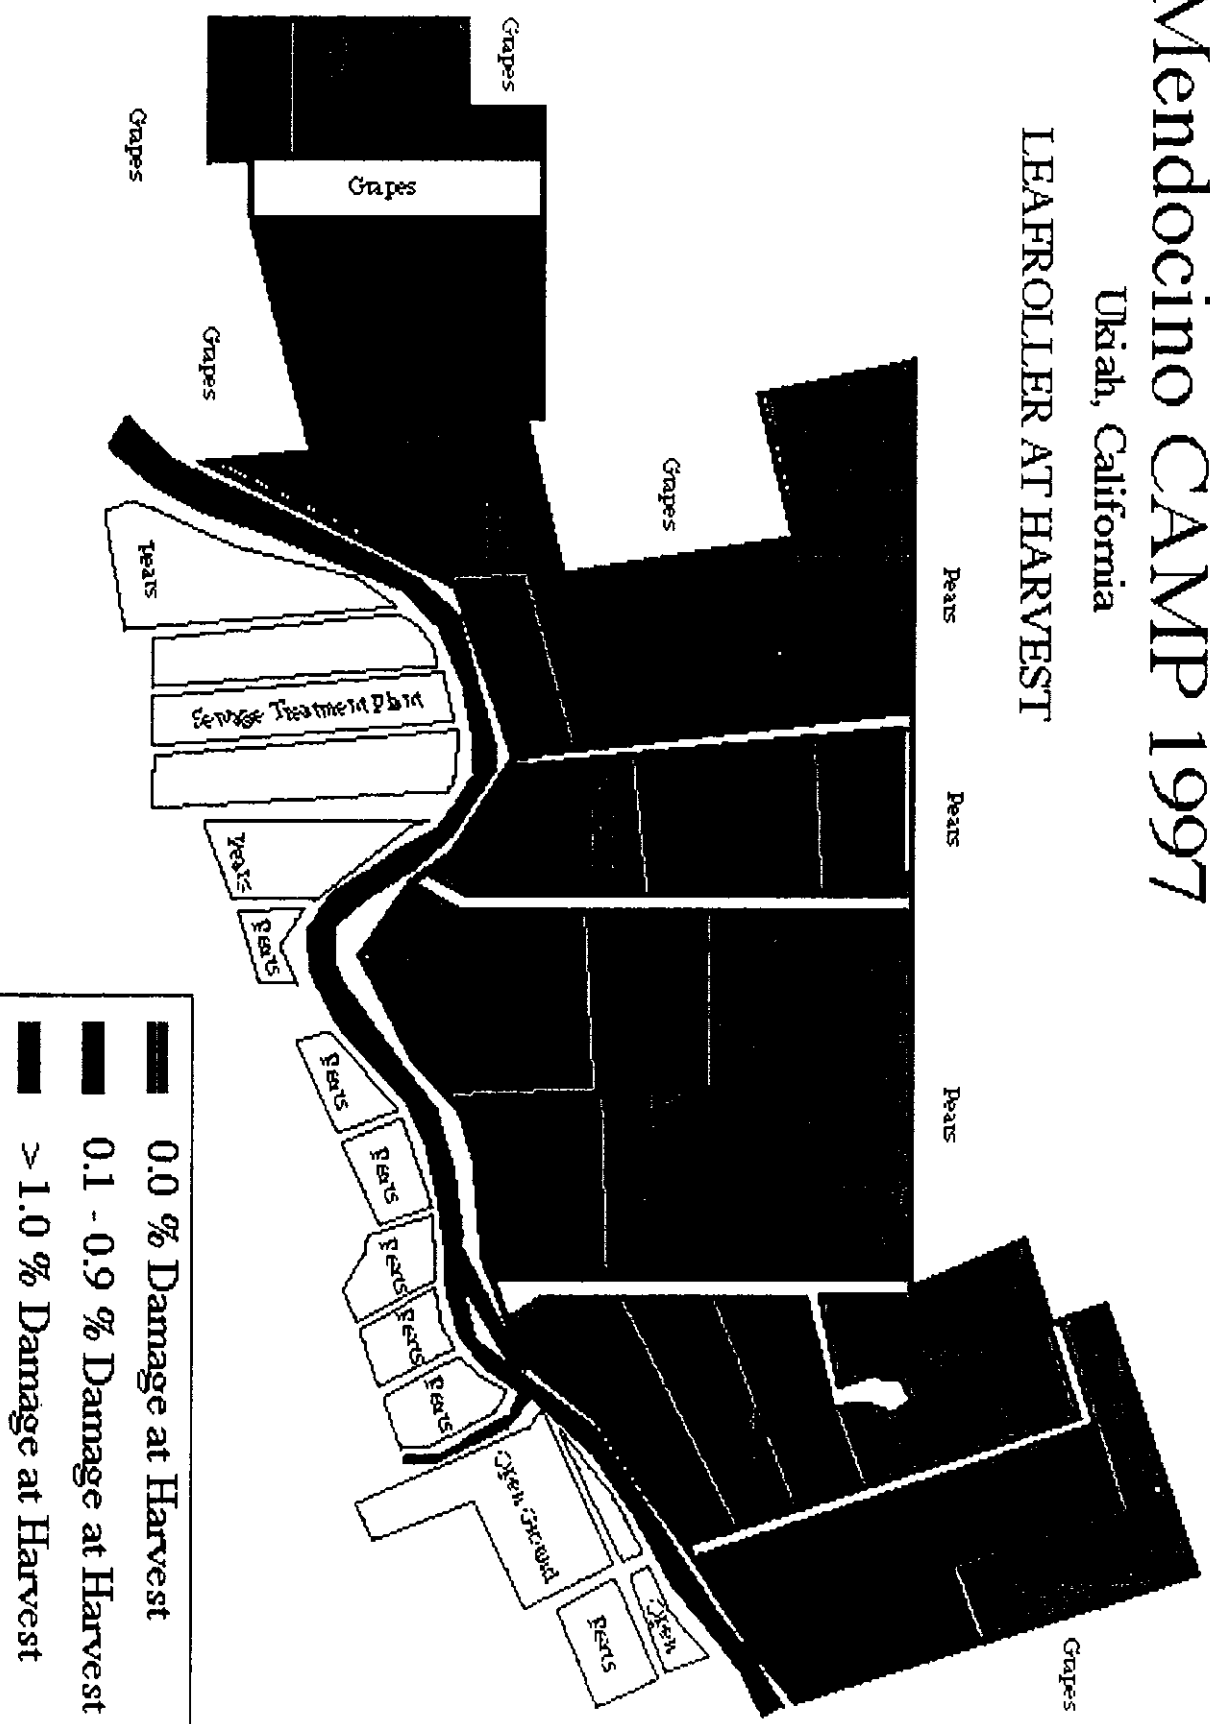 Mendocino CAMP 1997
Ukiah, California
LEAFROLLER AT HARVEST
Grapes
Grapes
Grapes
Grapes
Grapes
Pears
Pears
Pears
Grapes
Pears
Sewage Treatment Plant
Pears
Pears
Pears
Pears
Pears
Pears
Pears
Open Ground
Open
Pears
0.0 % Damage at Harvest
0.1 - 0.9 % Damage at Harvest
> 1.0 % Damage at Harvest